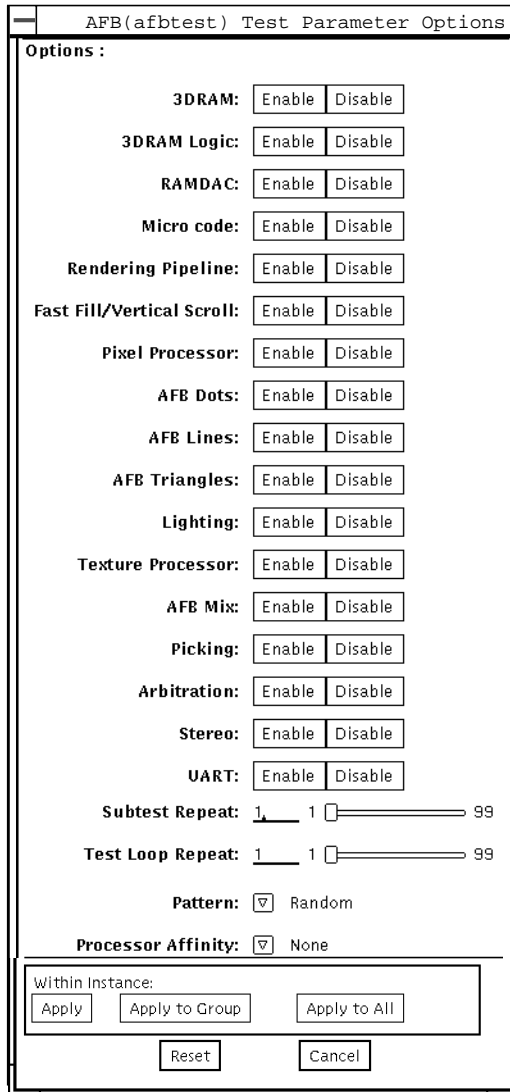 AFB(afbtest) Test Parameter Options
Options :
3DRAM: Enable Disable
3DRAM Logic: Enable Disable
RAMDAC: Enable Disable
Micro code: Enable Disable
Rendering Pipeline: Enable Disable
Fast Fill/Vertical Scroll: Enable Disable
Pixel Processor: Enable Disable
AFB Dots: Enable Disable
AFB Lines: Enable Disable
AFB Triangles: Enable Disable
Lighting: Enable Disable
Texture Processor: Enable Disable
AFB Mix: Enable Disable
Picking: Enable Disable
Arbitration: Enable Disable
Stereo: Enable Disable
UART: Enable Disable
Subtest Repeat: 1 1 99
Test Loop Repeat: 1 1 99
Pattern: Random
Processor Affinity: None
Within Instance:
Apply Apply to Group Apply to All
Reset Cancel